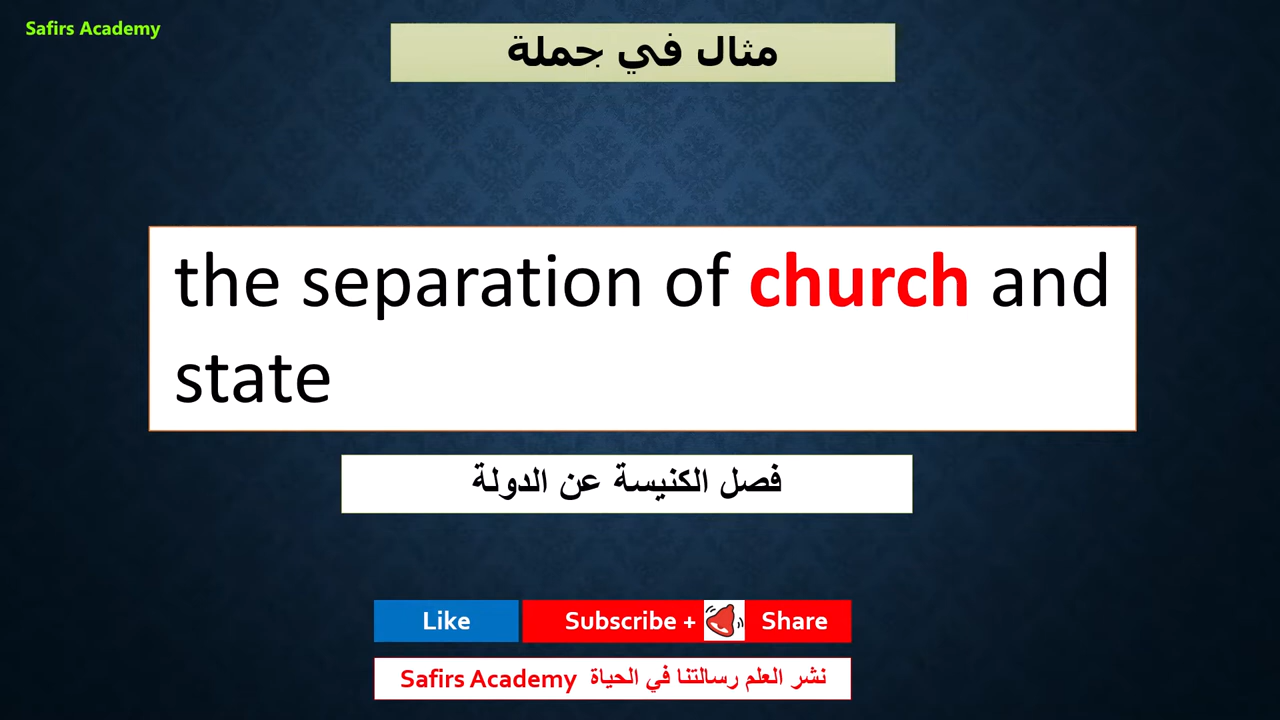 Safirs Academy
مثال في جملة
the separation of church and
state
فصل الكنيسة عن الدولة
Like
Subscribe +
Share
Safirs Academy نشر العلم رسالتنا في الحياة